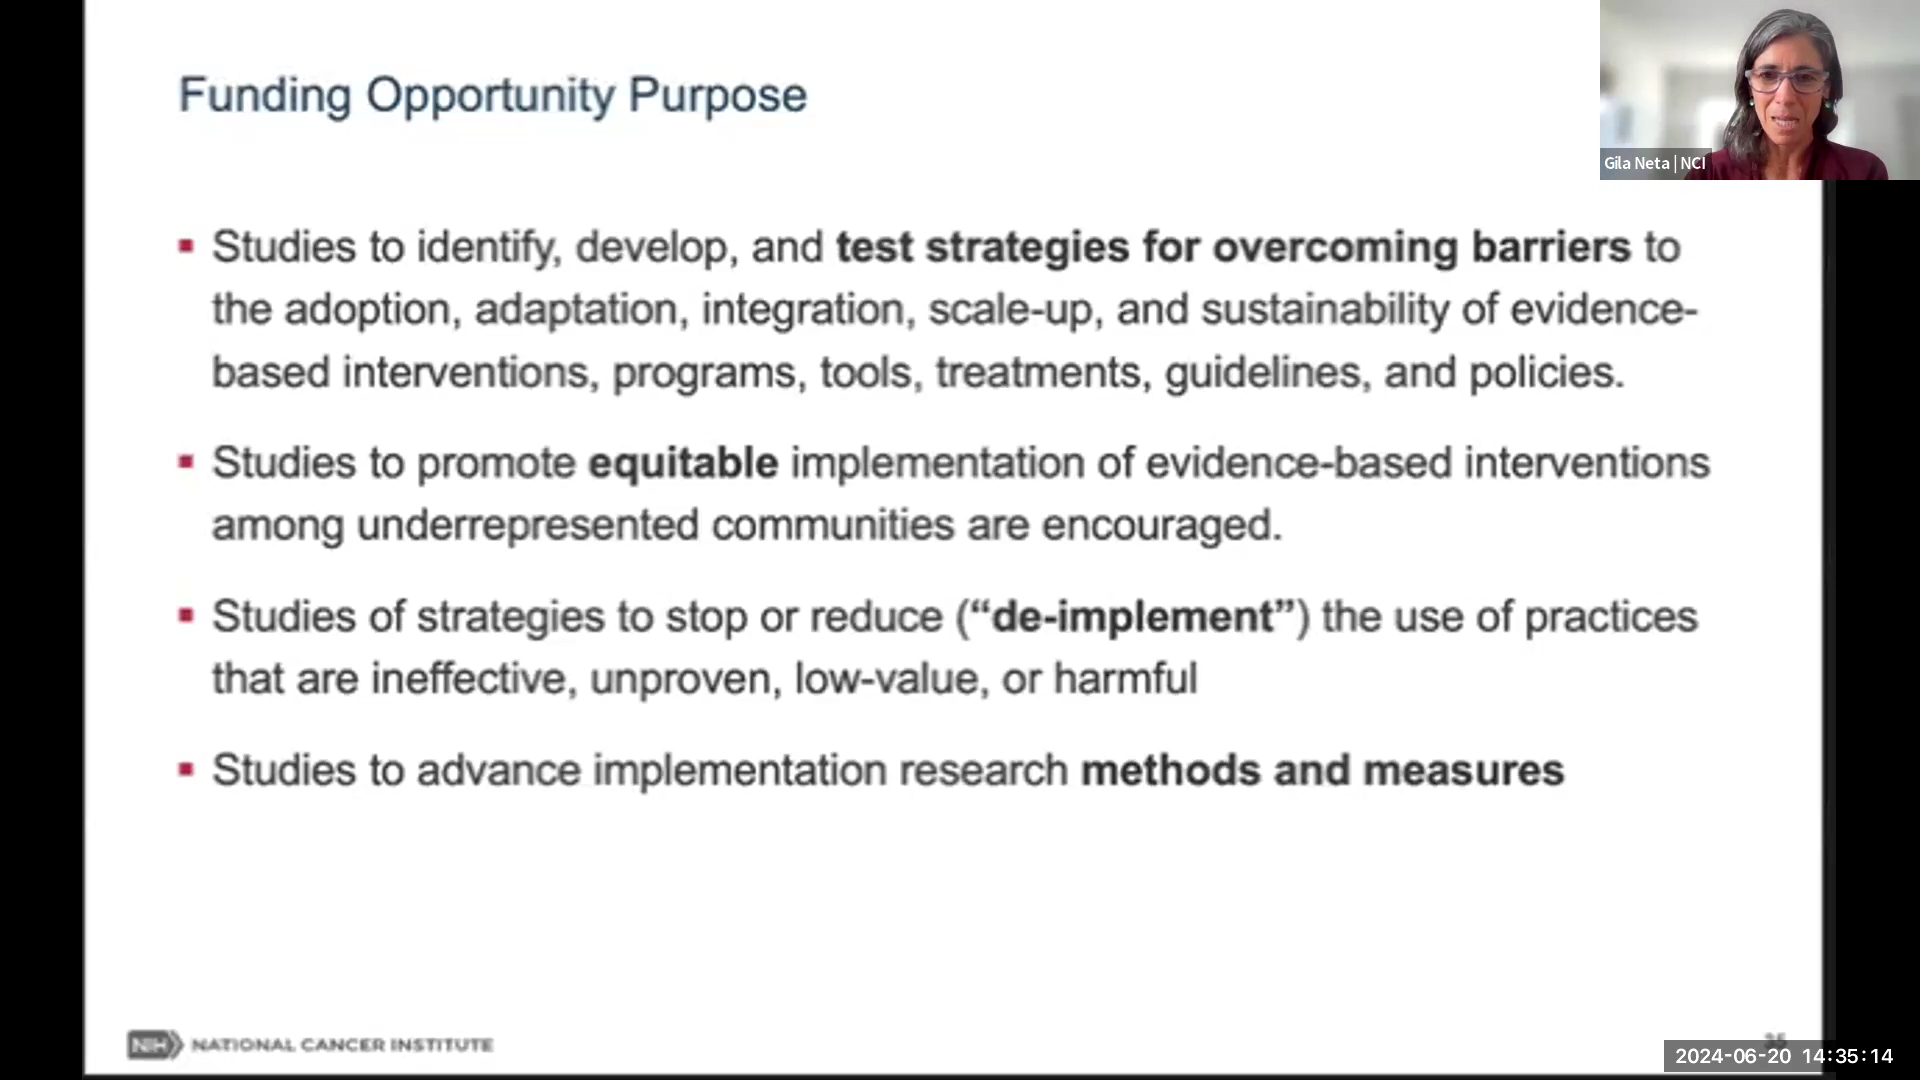 Funding Opportunity Purpose
Gila Neta | NCI
Studies to identify, develop, and test strategies for overcoming barriers to
the adoption, adaptation, integration, scale-up, and sustainability of evidence-
based interventions, programs, tools, treatments, guidelines, and policies.
Studies to promote equitable implementation of evidence-based interventions
among underrepresented communities are encouraged.
Studies of strategies to stop or reduce (“de-implement”) the use of practices
that are ineffective, unproven, low-value, or harmful
Studies to advance implementation research methods and measures
NIH NATIONAL CANCER INSTITUTE
2024-06-20 14:35:14